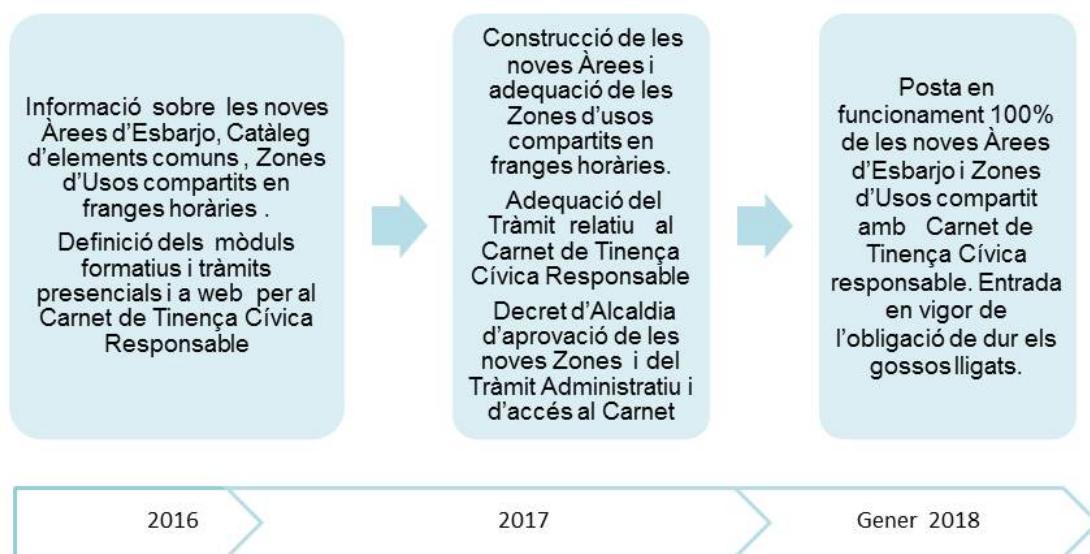 Informació sobre les noves
Àrees d'Esbarjo, Catàleg
d'elements comuns , Zones
d'Usos compartits en
franges horàries .
Definició dels mòduls
formatius i tràmits
presencials i a web per al
Carnet de Tinença Cívica
Responsable
Construcció de les
noves Àrees i
adequació de les
Zones d'usos
compartits en
franges horàries.
Adequació del
Tràmit relatiu al
Carnet de Tinença
Cívica Responsable
Decret d'Alcaldia
d'aprovació de les
noves Zones i del
Tràmit Administratiu i
d'accés al Carnet
Posta en
funcionament 100%
de les noves Àrees
d'Esbarjo i Zones
d'Usos compartit
amb Carnet de
Tinença Cívica
responsable. Entrada
en vigor de
l'obligació de dur els
gossos lligats.
2016
2017
Gener 2018